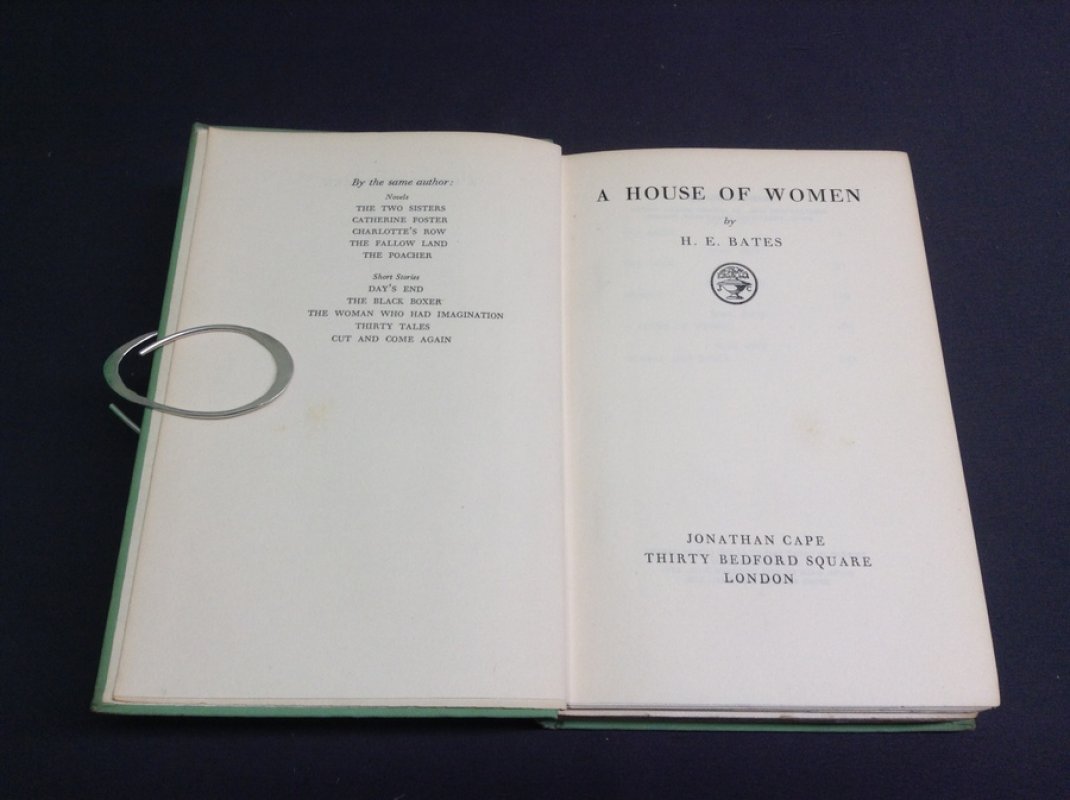 By the same author:
Novels
THE TWO SISTERS
CATHERINE FOSTER
CHARLOTTE'S ROW
THE FALLOW LAND
THE POACHER
Short Stories
DAY'S END
THE BLACK BOXER
THE WOMAN WHO HAD IMAGINATION
THIRTY TALES
CUT AND COME AGAIN
A HOUSE OF WOMEN
by
H. E. BATES
J C
JONATHAN CAPE
THIRTY BEDFORD SQUARE
LONDON